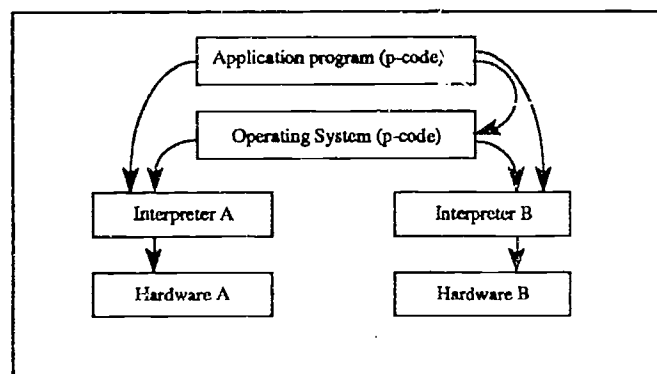 Application program (p-code)
Operating System (p-code)
Interpreter A
Interpreter B
Hardware A
Hardware B